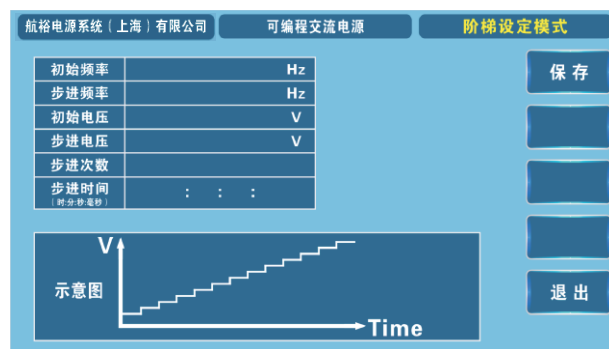 航裕电源系统（上海）有限公司 可编程交流电源 阶梯设定模式
初始频率 Hz
步进频率 Hz
初始电压 V
步进电压 V
步进次数
步进时间 : : :
（时:分:秒:毫秒）
保存
V
示意图
Time
退出